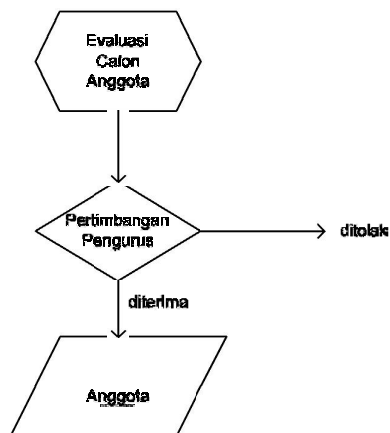 Evaluasi
Calon
Anggota
Pertimbangan
Pengurus
ditolak
diterima
Anggota